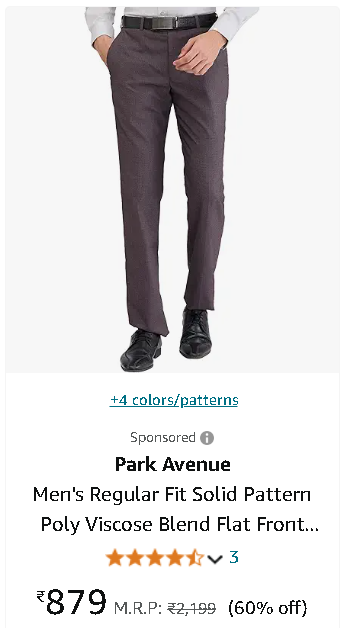 +4 colors/patterns
Sponsored
Park Avenue
Men's Regular Fit Solid Pattern
Poly Viscose Blend Flat Front...
3
₹879 M.R.P: ₹2,199 (60% off)